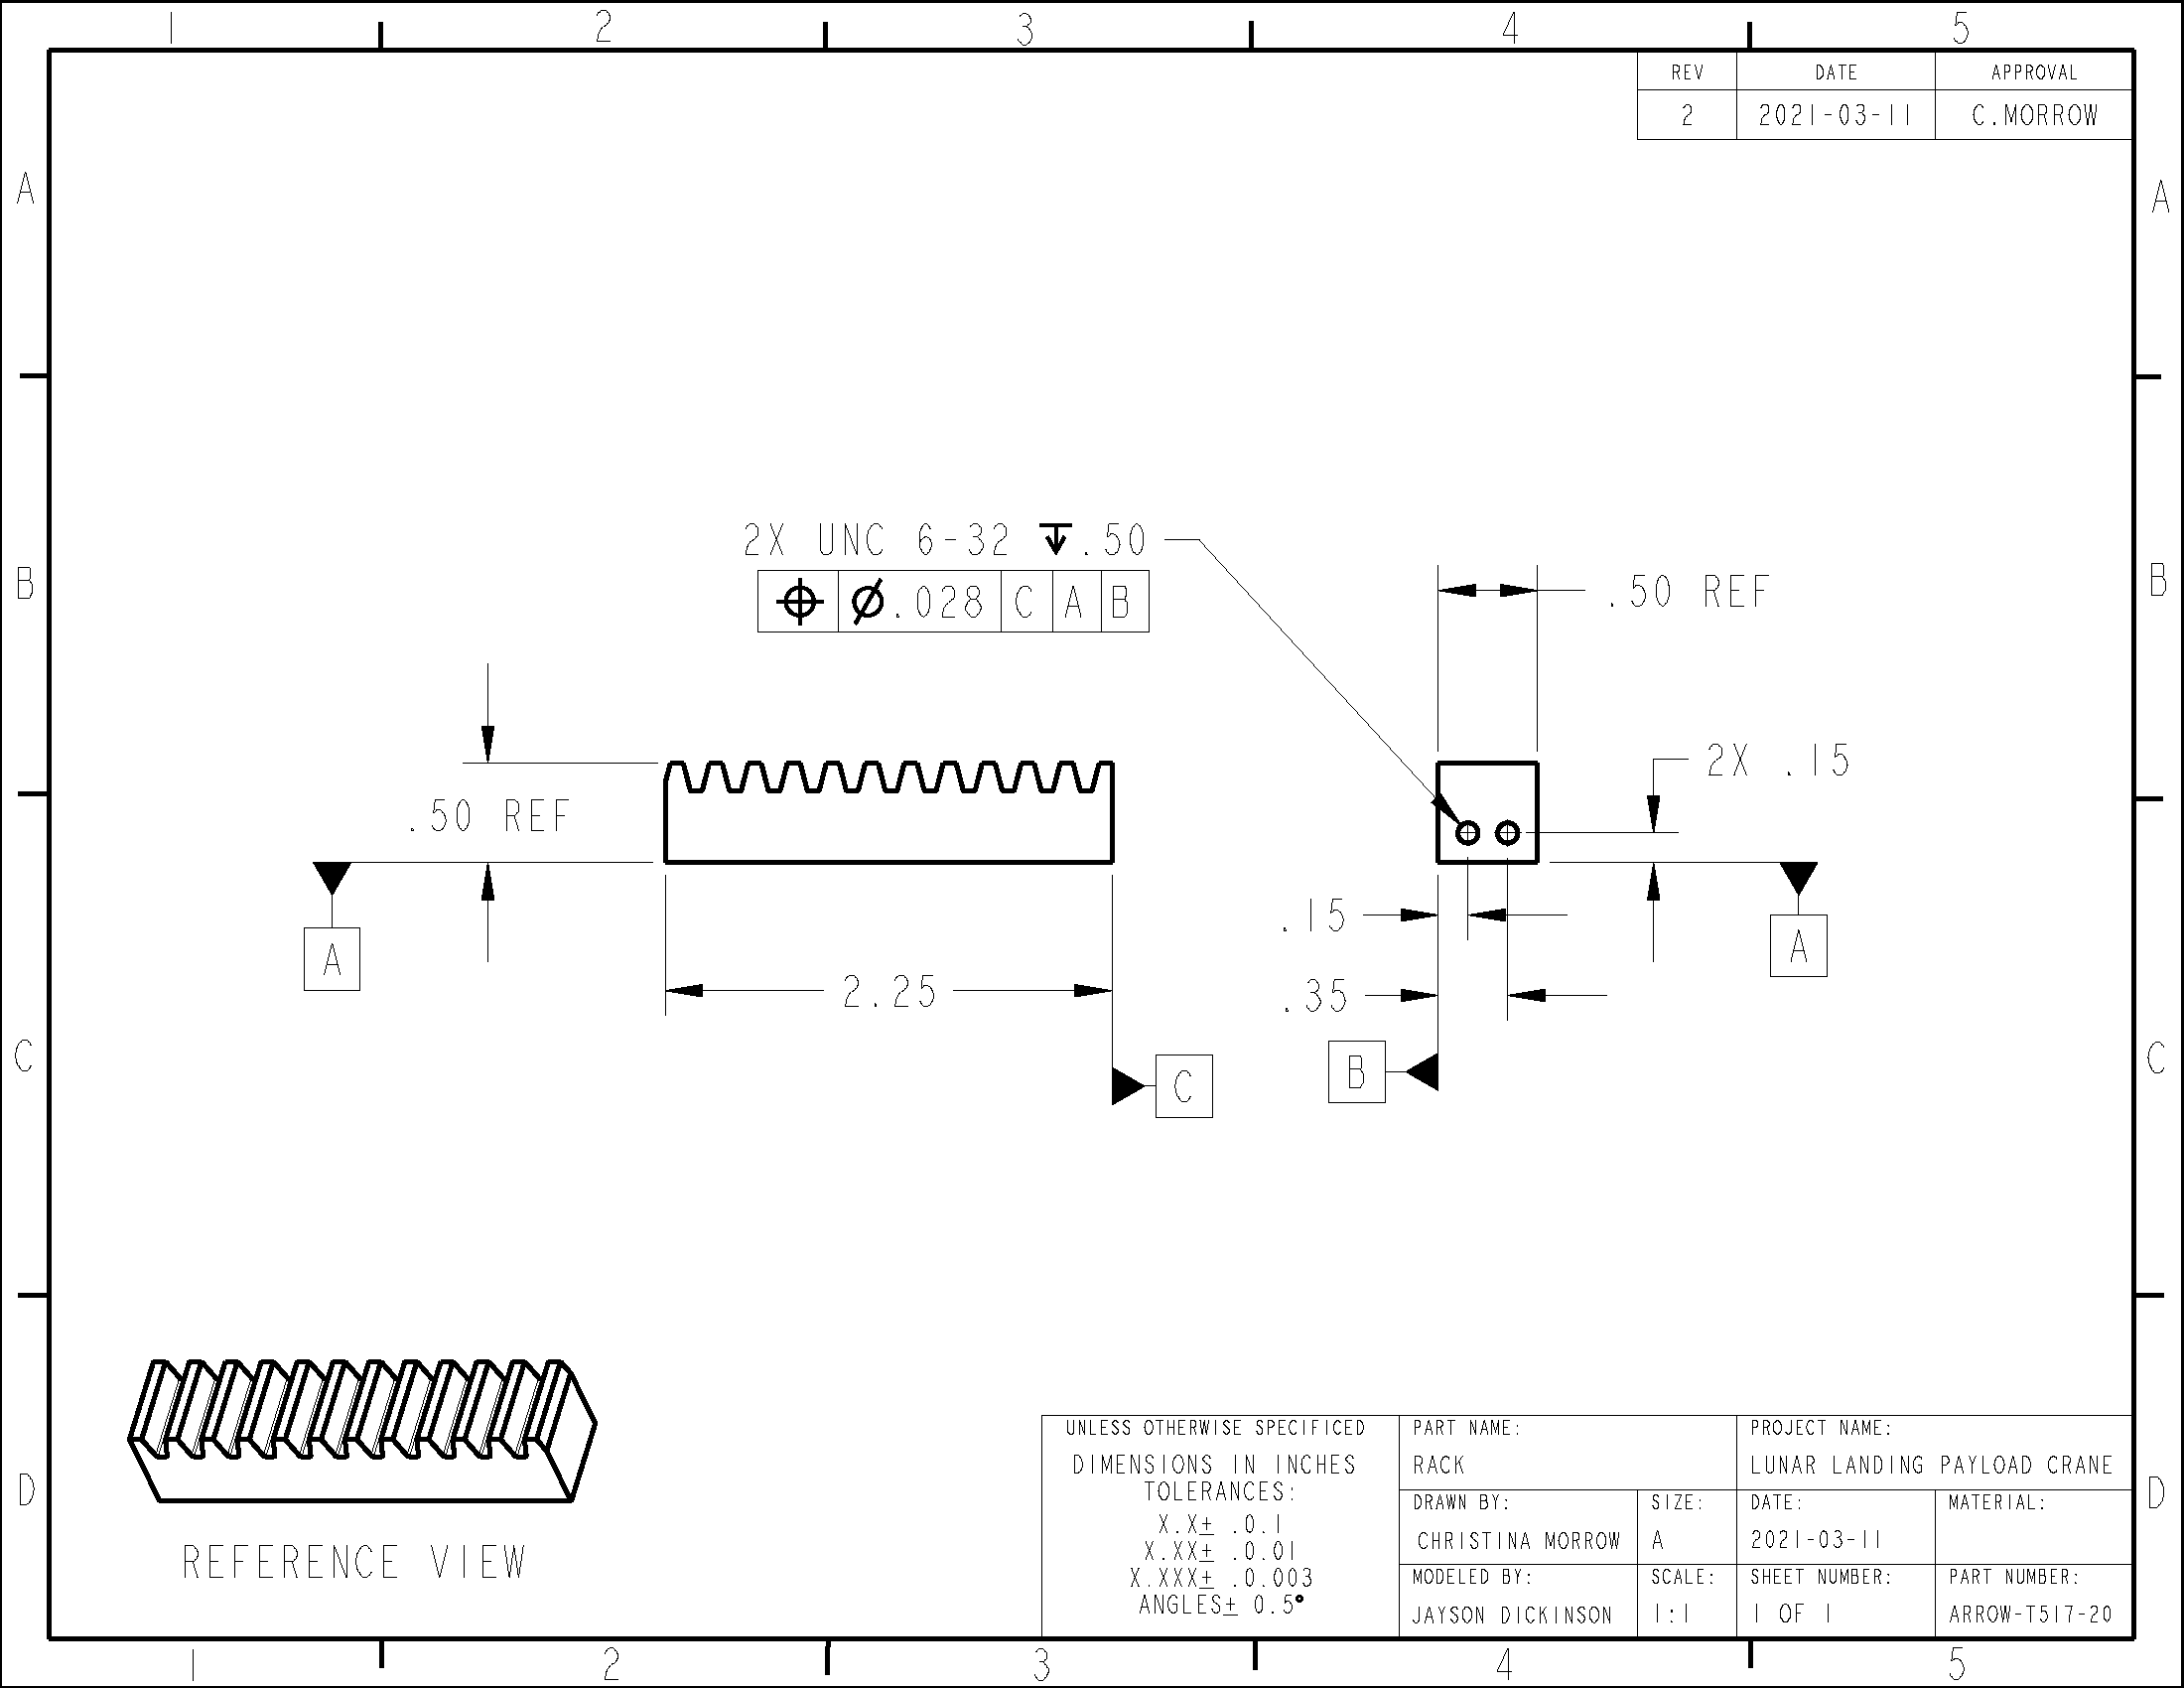 1 2 3 4 5
REV DATE APPROVAL
2 2021-03-11 C.MORROW
A A
2X UNC 6-32 ↧.50
⌖ ⌀.028 C A B
B B
.50 REF
2X .15
.50 REF
.15
A A
2.25
.35
C C
B
C
UNLESS OTHERWISE SPECIFICED
DIMENSIONS IN INCHES
TOLERANCES:
X.X± .0.1
X.XX± .0.01
X.XXX± .0.003
ANGLES± 0.5°
PART NAME:
RACK
PROJECT NAME:
LUNAR LANDING PAYLOAD CRANE
DRAWN BY:
CHRISTINA MORROW
SIZE:
A
DATE:
2021-03-11
MATERIAL:
MODELED BY:
JAYSON DICKINSON
SCALE:
1:1
SHEET NUMBER:
1 OF 1
PART NUMBER:
ARROW-T517-20
D D
REFERENCE VIEW
1 2 3 4 5